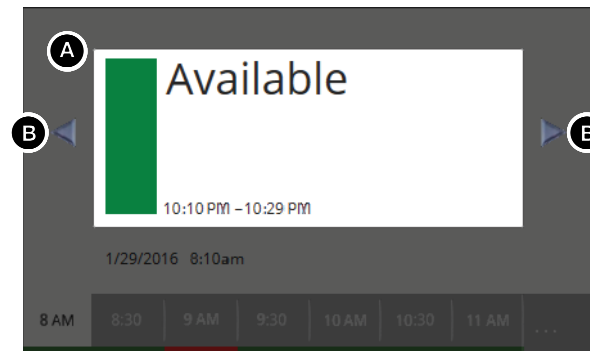 A
Available
B
B
10:10 PM – 10:29 PM
1/29/2016 8:10am
8 AM 8:30 9 AM 9:30 10 AM 10:30 11 AM ...